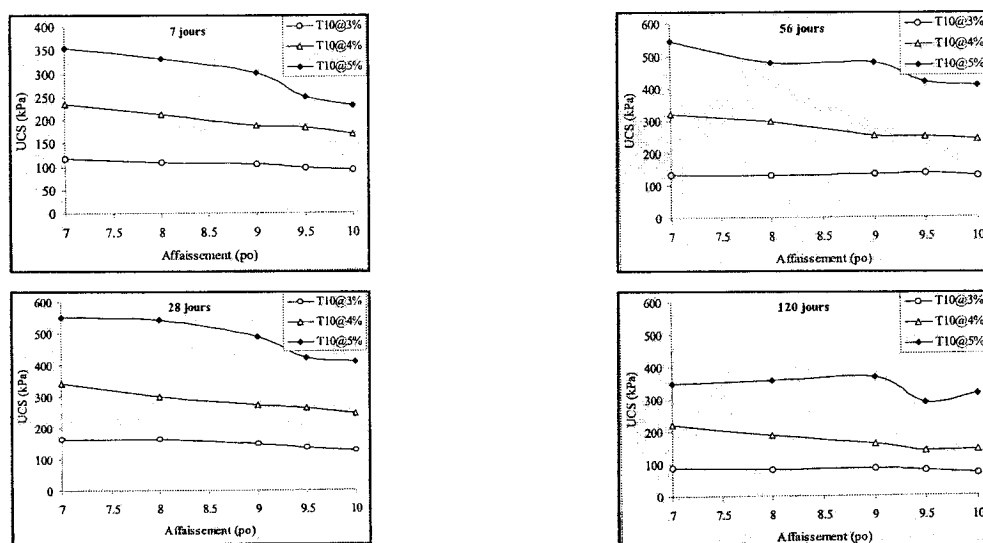 7 jours
T10@3%
T10@4%
T10@5%
400
350
300
250
200
150
100
50
0
UCS (kPa)
7 7.5 8 8.5 9 9.5 10
Affaissement (po)
56 jours
T10@3%
T10@4%
T10@5%
600
500
400
300
200
100
0
UCS (kPa)
7 7.5 8 8.5 9 9.5 10
Affaissement (po)
28 jours
T10@3%
T10@4%
T10@5%
600
500
400
300
200
100
0
UCS (kPa)
7 7.5 8 8.5 9 9.5 10
Affaissement (po)
120 jours
T10@3%
T10@4%
T10@5%
600
500
400
300
200
100
0
UCS (kPa)
7 7.5 8 8.5 9 9.5 10
Affaissement (po)